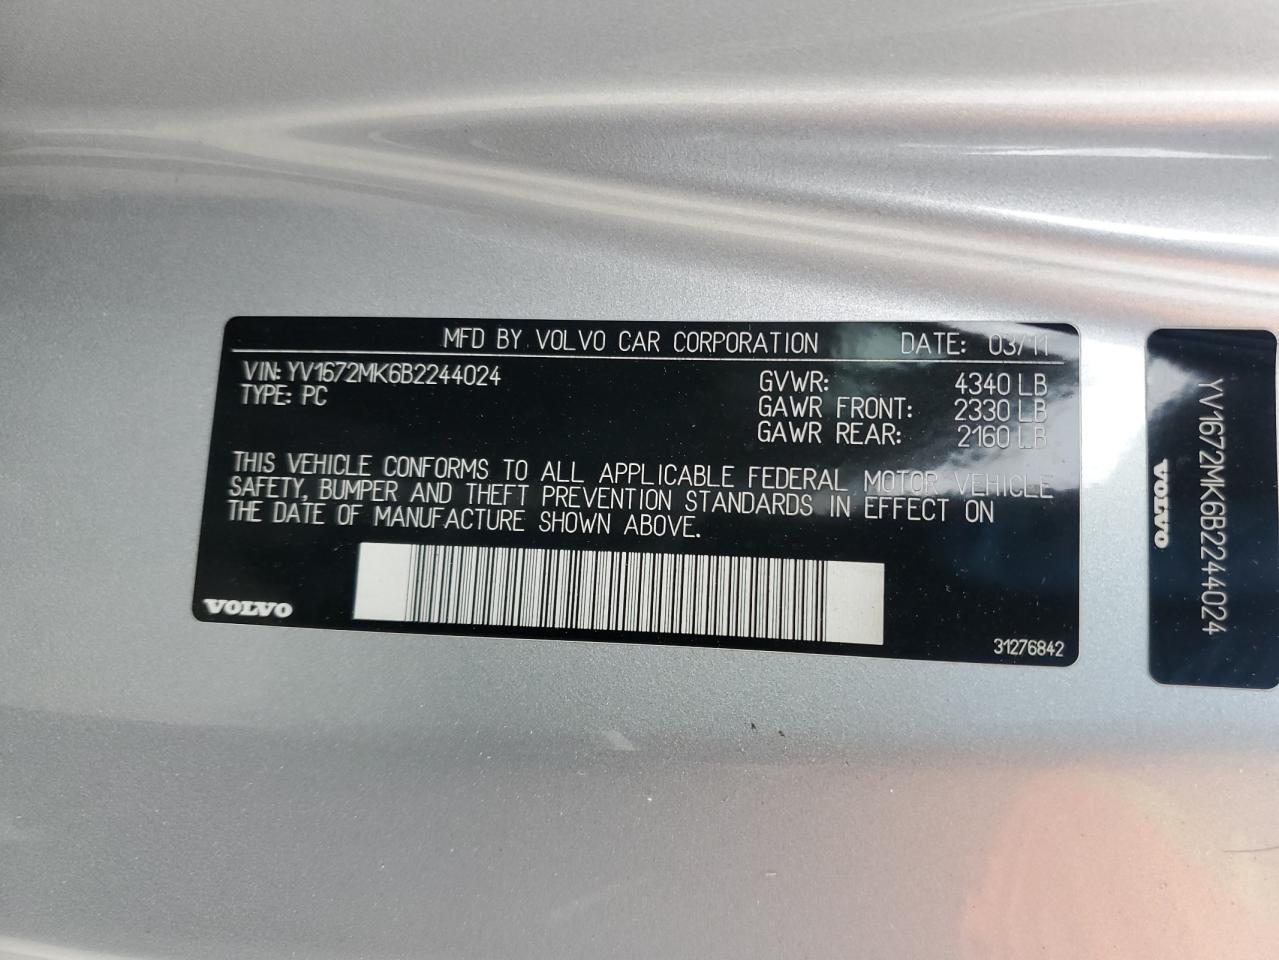 MFD BY VOLVO CAR CORPORATION DATE: 03/11
VIN: YV1672MK6B2244024
TYPE: PC
GVWR: 4340 LB
GAWR FRONT: 2330 LB
GAWR REAR: 2160 LB
THIS VEHICLE CONFORMS TO ALL APPLICABLE FEDERAL MOTOR VEHICLE
SAFETY, BUMPER AND THEFT PREVENTION STANDARDS IN EFFECT ON
THE DATE OF MANUFACTURE SHOWN ABOVE.
VOLVO
31276842
YV1672MK6B2244024
VOLVO